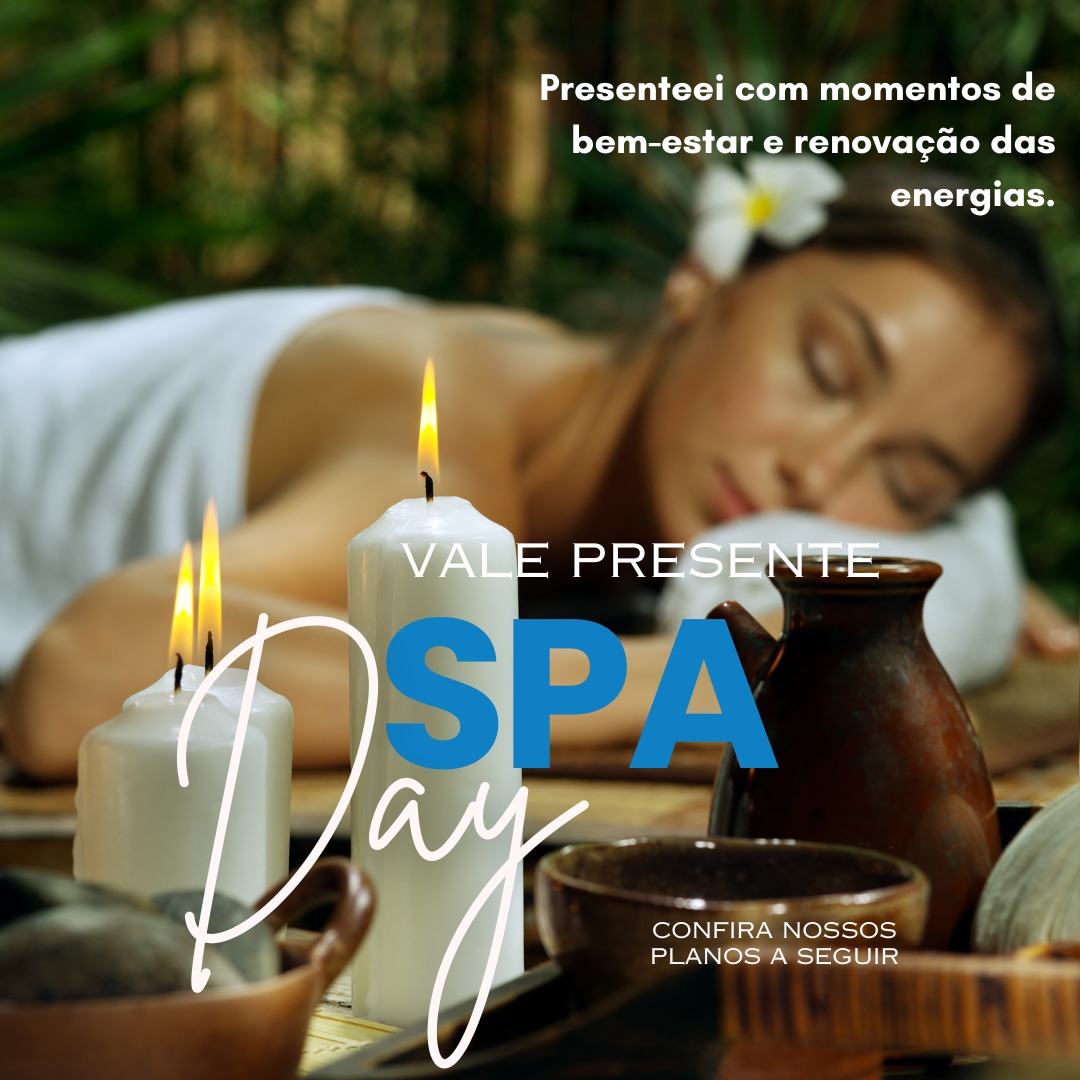 Presenteei com momentos de
bem-estar e renovação das
energias.
VALE PRESENTE
SPA
Day
CONFIRA NOSSOS
PLANOS A SEGUIR